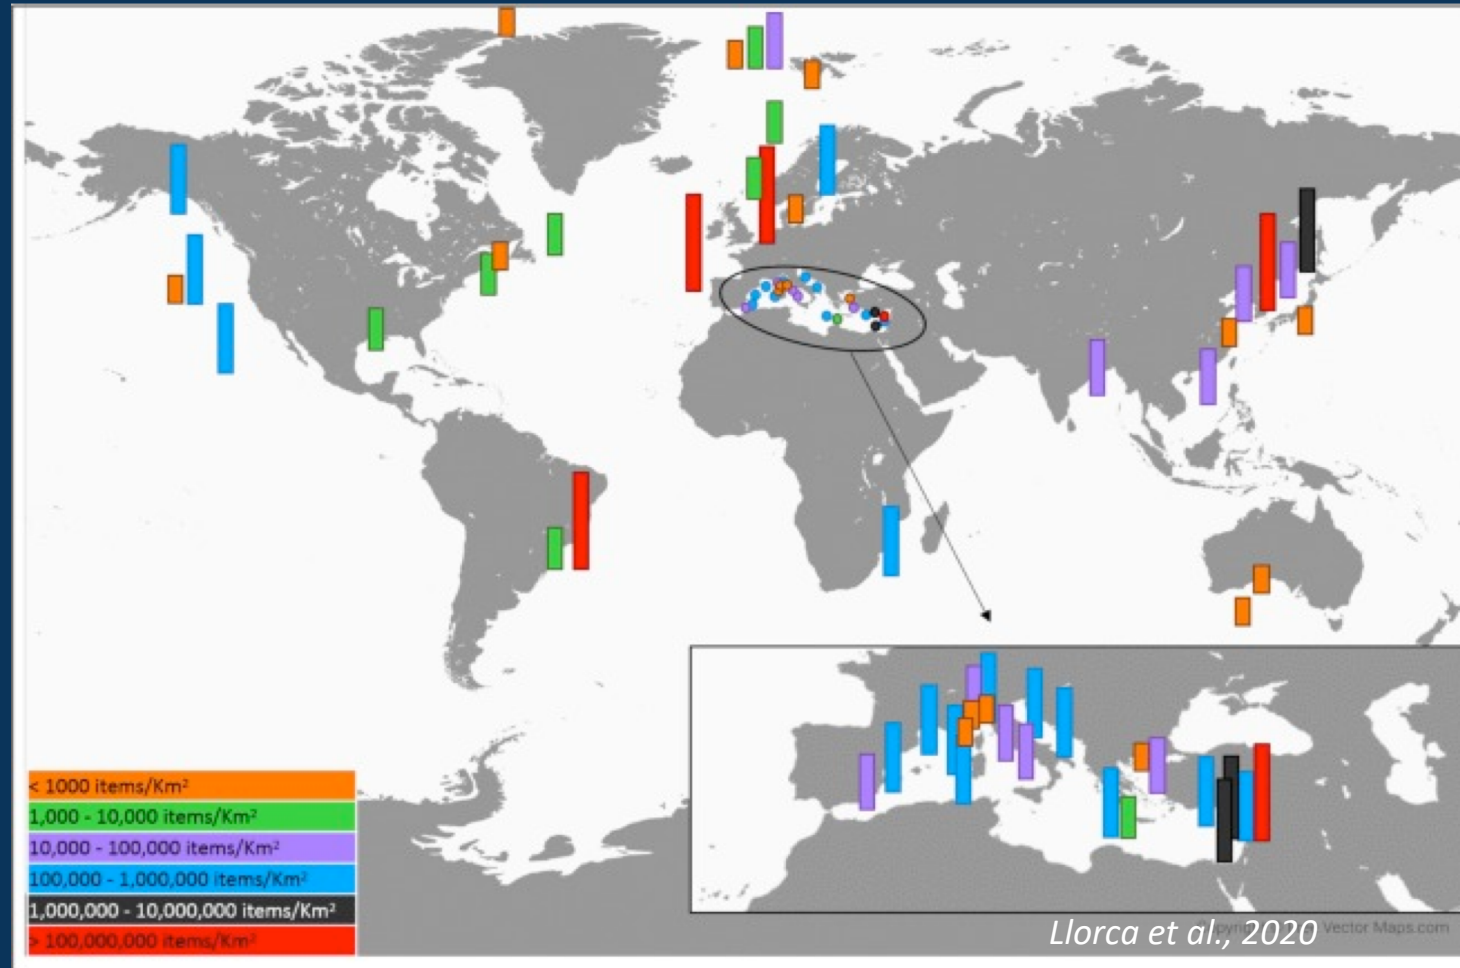 < 1000 items/Km²
1,000 - 10,000 items/Km²
10,000 - 100,000 items/Km²
100,000 - 1,000,000 items/Km²
1,000,000 - 10,000,000 items/Km²
> 100,000,000 items/Km²
Llorca et al., 2020
Vector Maps.com